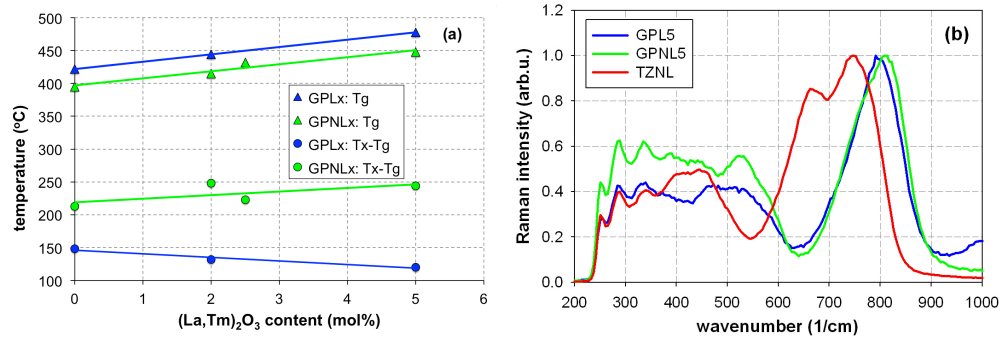 (a)
500
450
400
350
300
250
200
150
100
0
1
2
3
4
5
6
temperature (ºC)
(La,Tm)₂O₃ content (mol%)
GPLx: Tg
GPNLx: Tg
GPLx: Tx-Tg
GPNLx: Tx-Tg
(b)
1.2
1.0
0.8
0.6
0.4
0.2
0.0
200
300
400
500
600
700
800
900
1000
Raman intensity (arb.u.)
wavenumber (1/cm)
GPL5
GPNL5
TZNL